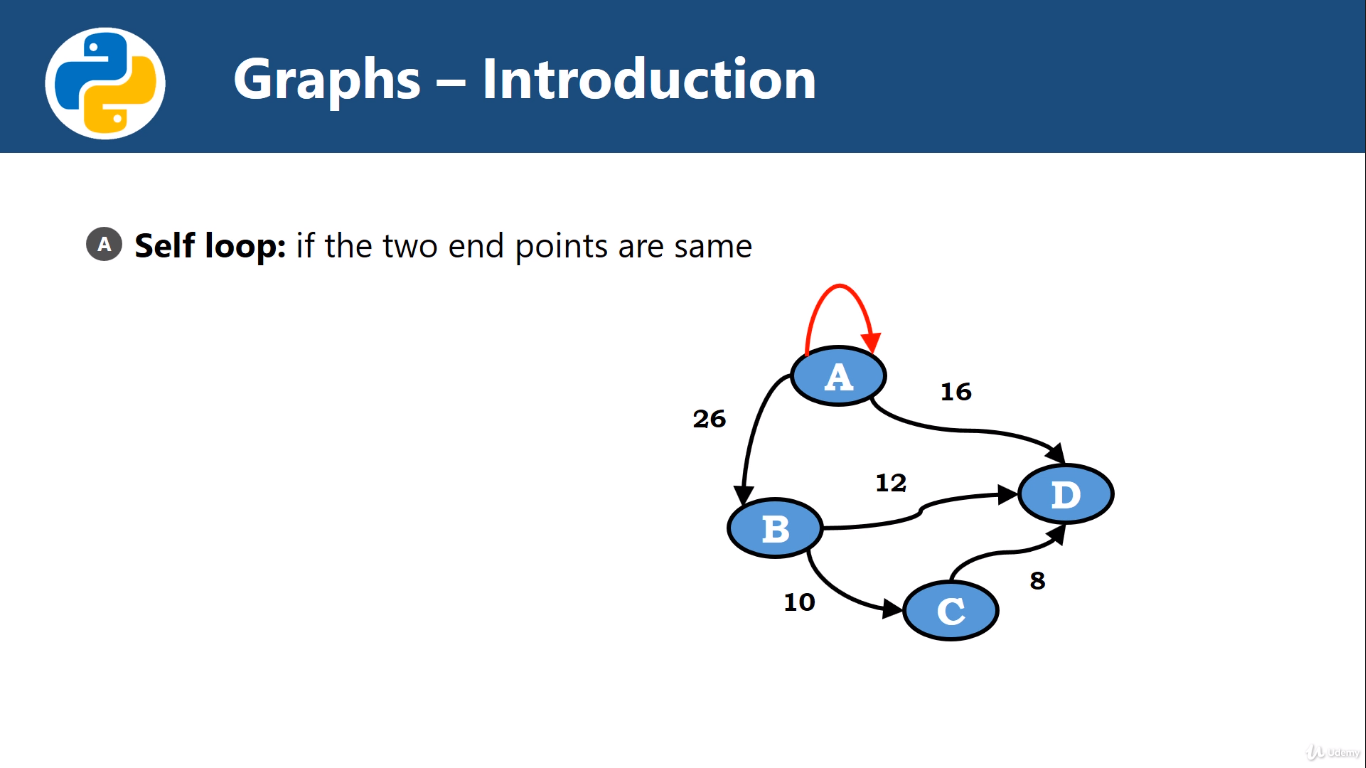 Graphs – Introduction
A Self loop: if the two end points are same
A
16
26
12
D
B
8
10
C
Udemy